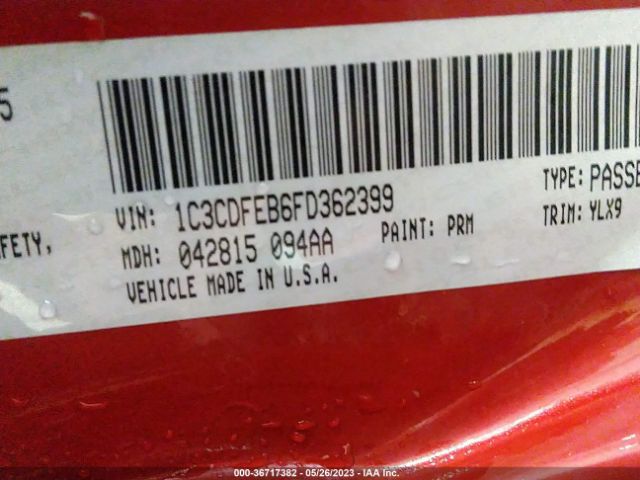 5
VIN: 1C3CDFEB6FD362399
TYPE: PASSE
AFETY,
MDH: 042815 094AA
PAINT: PRM
TRIM: YLX9
VEHICLE MADE IN U.S.A.
000-36717382 - 05/26/2023 - IAA Inc.